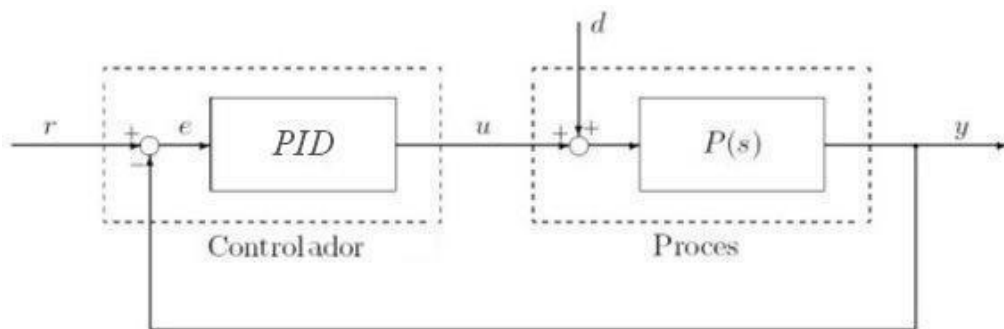 d
r
+
e
PID
u
+
+
P(s)
y
−
Controlador
Proces